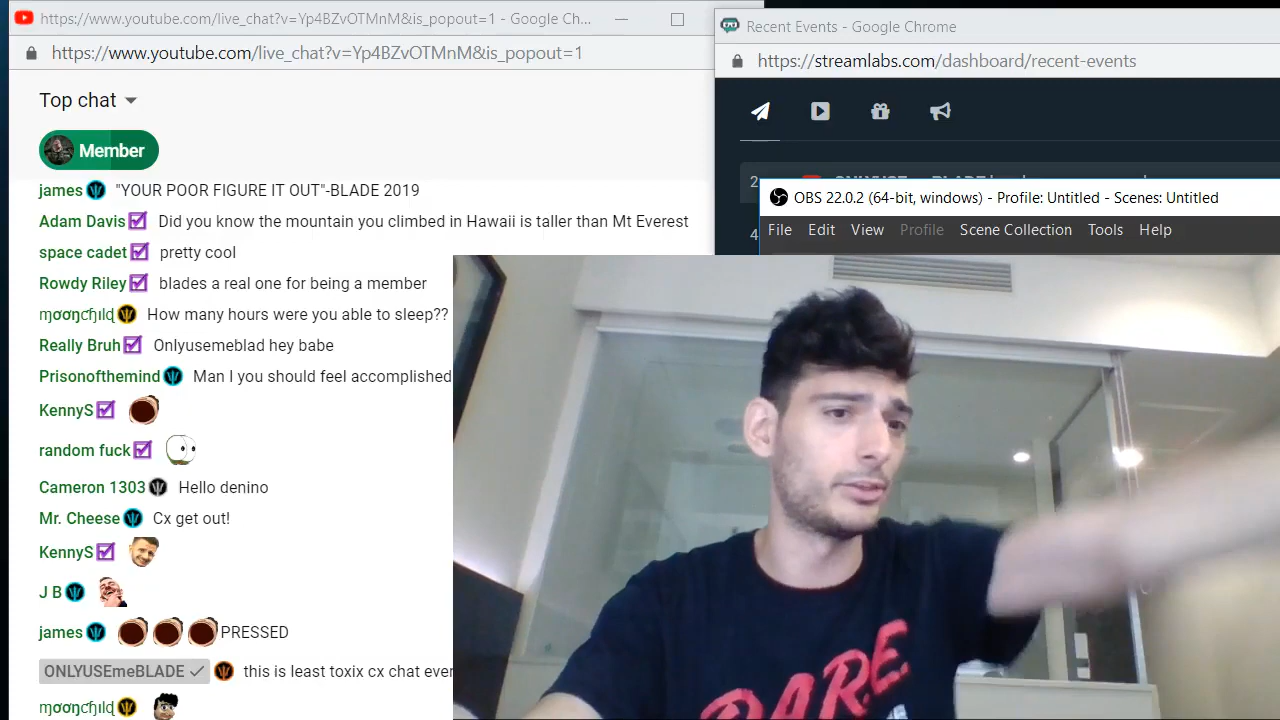 https://www.youtube.com/live_chat?v=Yp4BZvOTMnM&is_popout=1 - Google Ch...
https://www.youtube.com/live_chat?v=Yp4BZvOTMnM&is_popout=1
Top chat
Member
james "YOUR POOR FIGURE IT OUT"-BLADE 2019
Adam Davis Did you know the mountain you climbed in Hawaii is taller than Mt Everest
space cadet pretty cool
Rowdy Riley blades a real one for being a member
How many hours were you able to sleep??
Really Bruh Onlyusemeblad hey babe
Prisonofthemind Man I you should feel accomplished
KennyS
random fuck
Cameron 1303 Hello denino
Mr. Cheese Cx get out!
KennyS
J B
james PRESSED
ONLYUSEmeBLADE this is least toxix cx chat ever
Recent Events - Google Chrome
https://streamlabs.com/dashboard/recent-events
2
4
OBS 22.0.2 (64-bit, windows) - Profile: Untitled - Scenes: Untitled
File Edit View Profile Scene Collection Tools Help
DARE